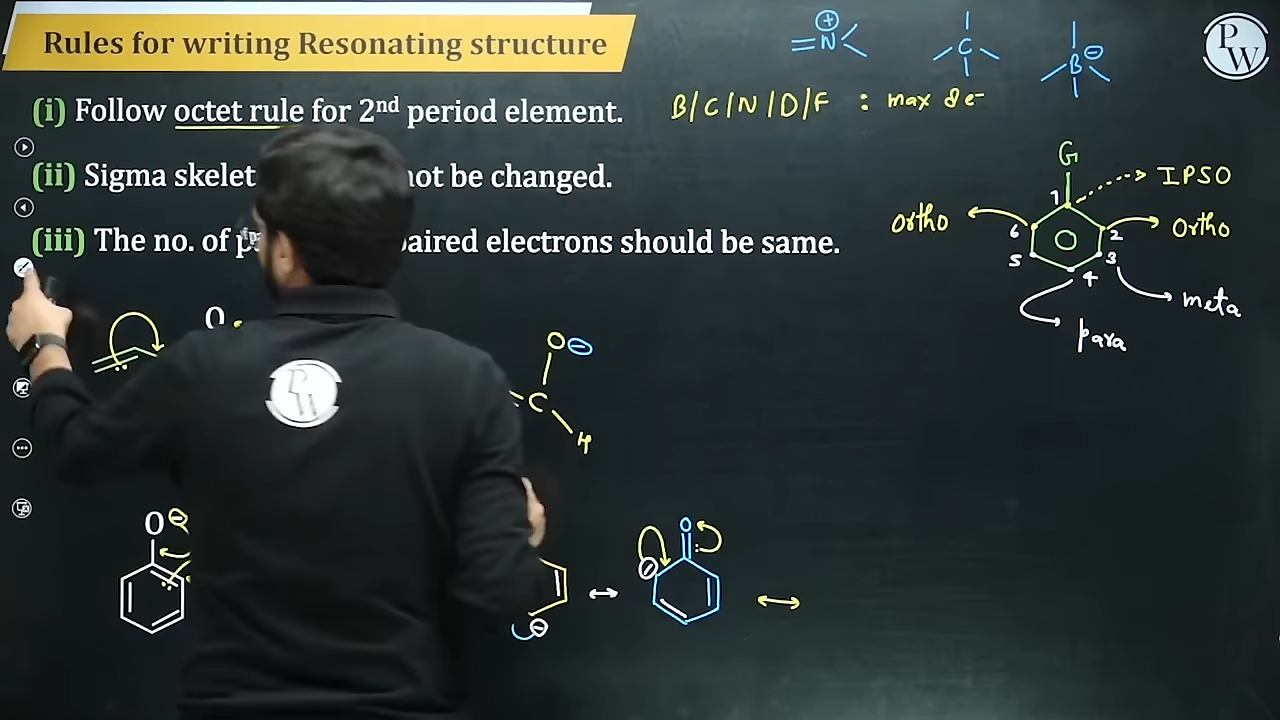 Rules for writing Resonating structure
PW
(i) Follow octet rule for 2nd period element.
B/C/N/O/F : max 8 e-
(ii) Sigma skelet not be changed.
(iii) The no. of paired electrons should be same.
=N⊕
C
B⊖
G
IPSO
1
ortho
6
2
ortho
5
3
4
meta
para
O
O⊖
C
H
PW
O⊖
⊖
⊖
O